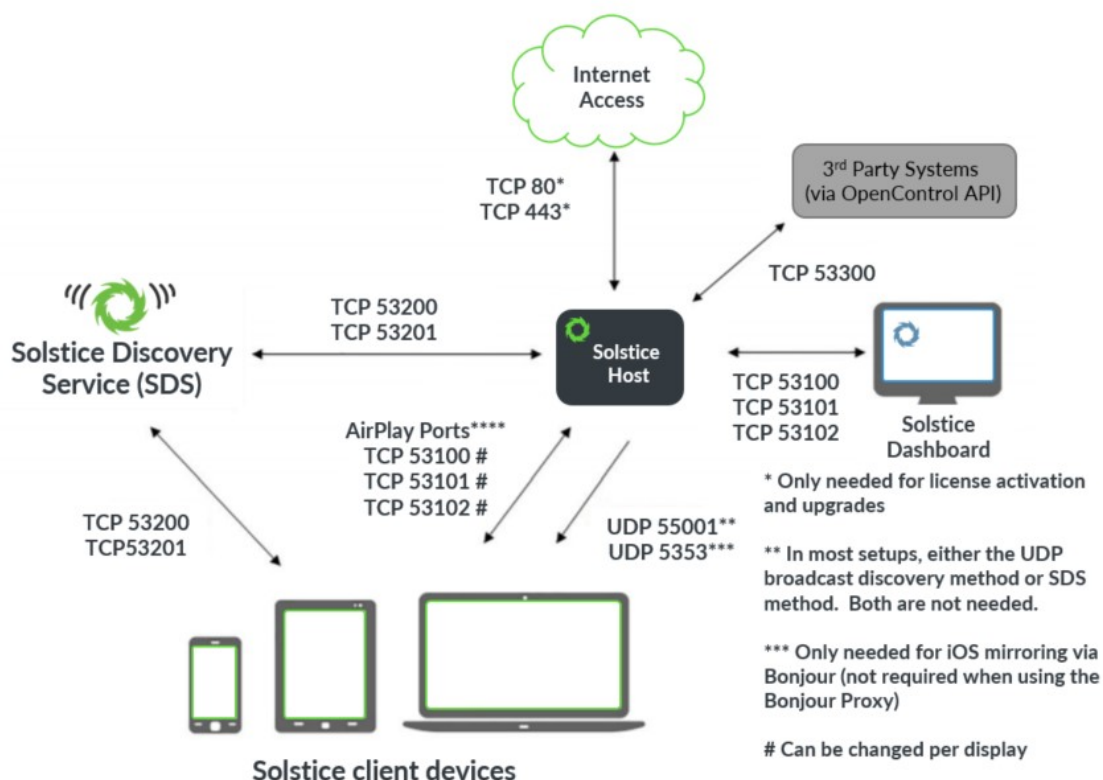 Internet
Access
TCP 80*
TCP 443*
3rd Party Systems
(via OpenControl API)
TCP 53300
TCP 53200
TCP 53201
Solstice Discovery
Service (SDS)
Solstice
Host
TCP 53100
TCP 53101
TCP 53102
Solstice
Dashboard
AirPlay Ports****
TCP 53100 #
TCP 53101 #
TCP 53102 #
TCP 53200
TCP53201
UDP 55001**
UDP 5353***
* Only needed for license activation
and upgrades
** In most setups, either the UDP
broadcast discovery method or SDS
method. Both are not needed.
*** Only needed for iOS mirroring via
Bonjour (not required when using the
Bonjour Proxy)
# Can be changed per display
Solstice client devices